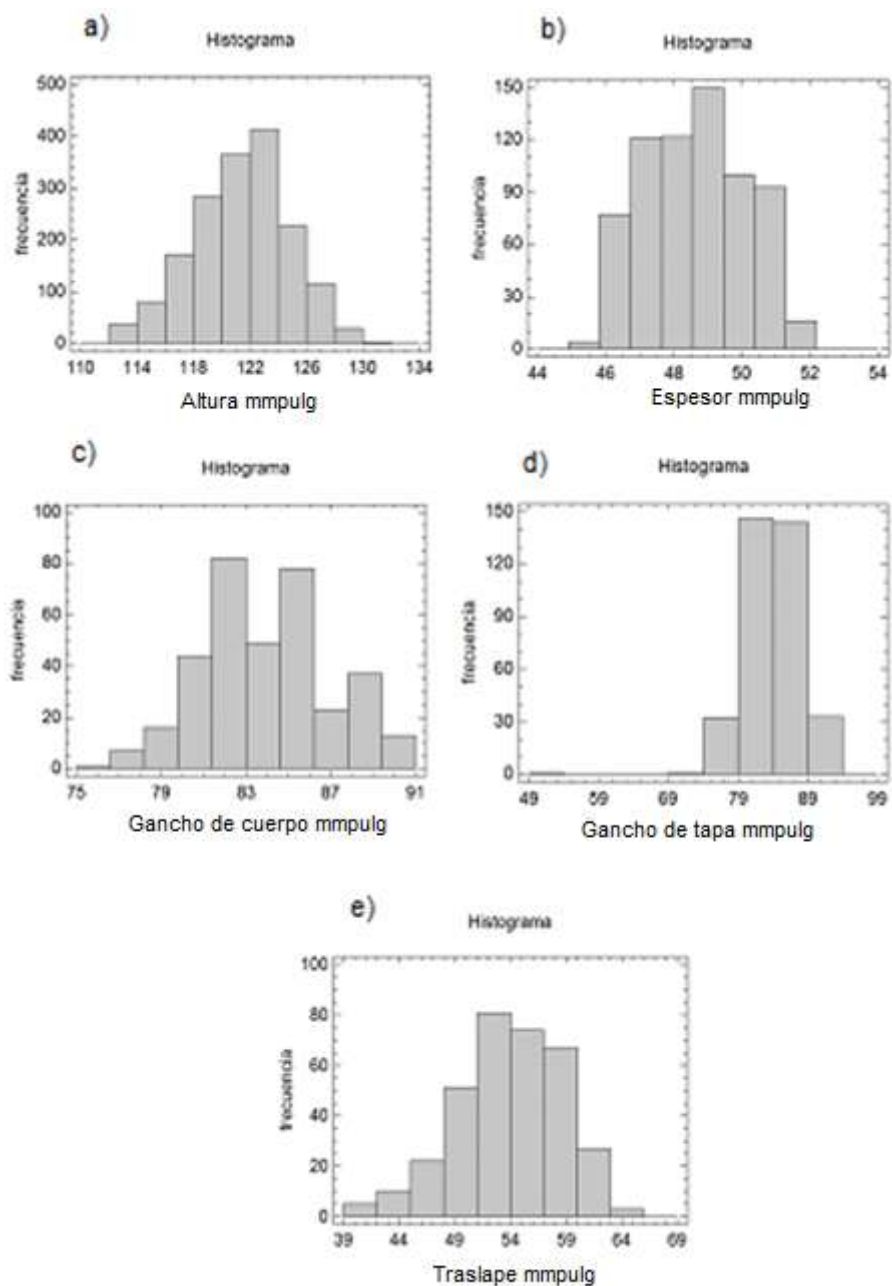 a)
Histograma
frecuencia
500
400
300
200
100
0
110 114 118 122 126 130 134
Altura mmpulg
b)
Histograma
frecuencia
150
120
90
60
30
0
44 46 48 50 52 54
Espesor mmpulg
c)
Histograma
frecuencia
100
80
60
40
20
0
75 79 83 87 91
Gancho de cuerpo mmpulg
d)
Histograma
frecuencia
150
120
90
60
30
0
49 59 69 79 89 99
Gancho de tapa mmpulg
e)
Histograma
frecuencia
100
80
60
40
20
0
39 44 49 54 59 64 69
Traslape mmpulg